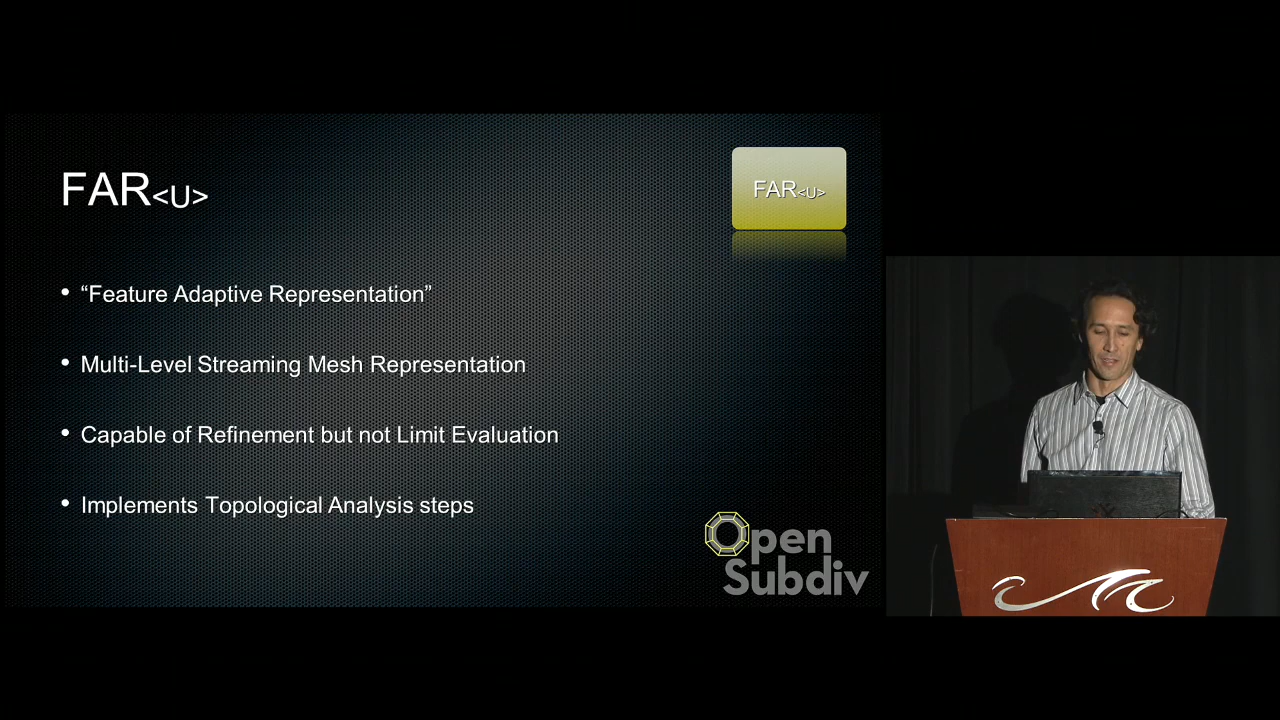 FAR<U>
FAR<U>
• “Feature Adaptive Representation”
• Multi-Level Streaming Mesh Representation
• Capable of Refinement but not Limit Evaluation
• Implements Topological Analysis steps
Open
Subdiv